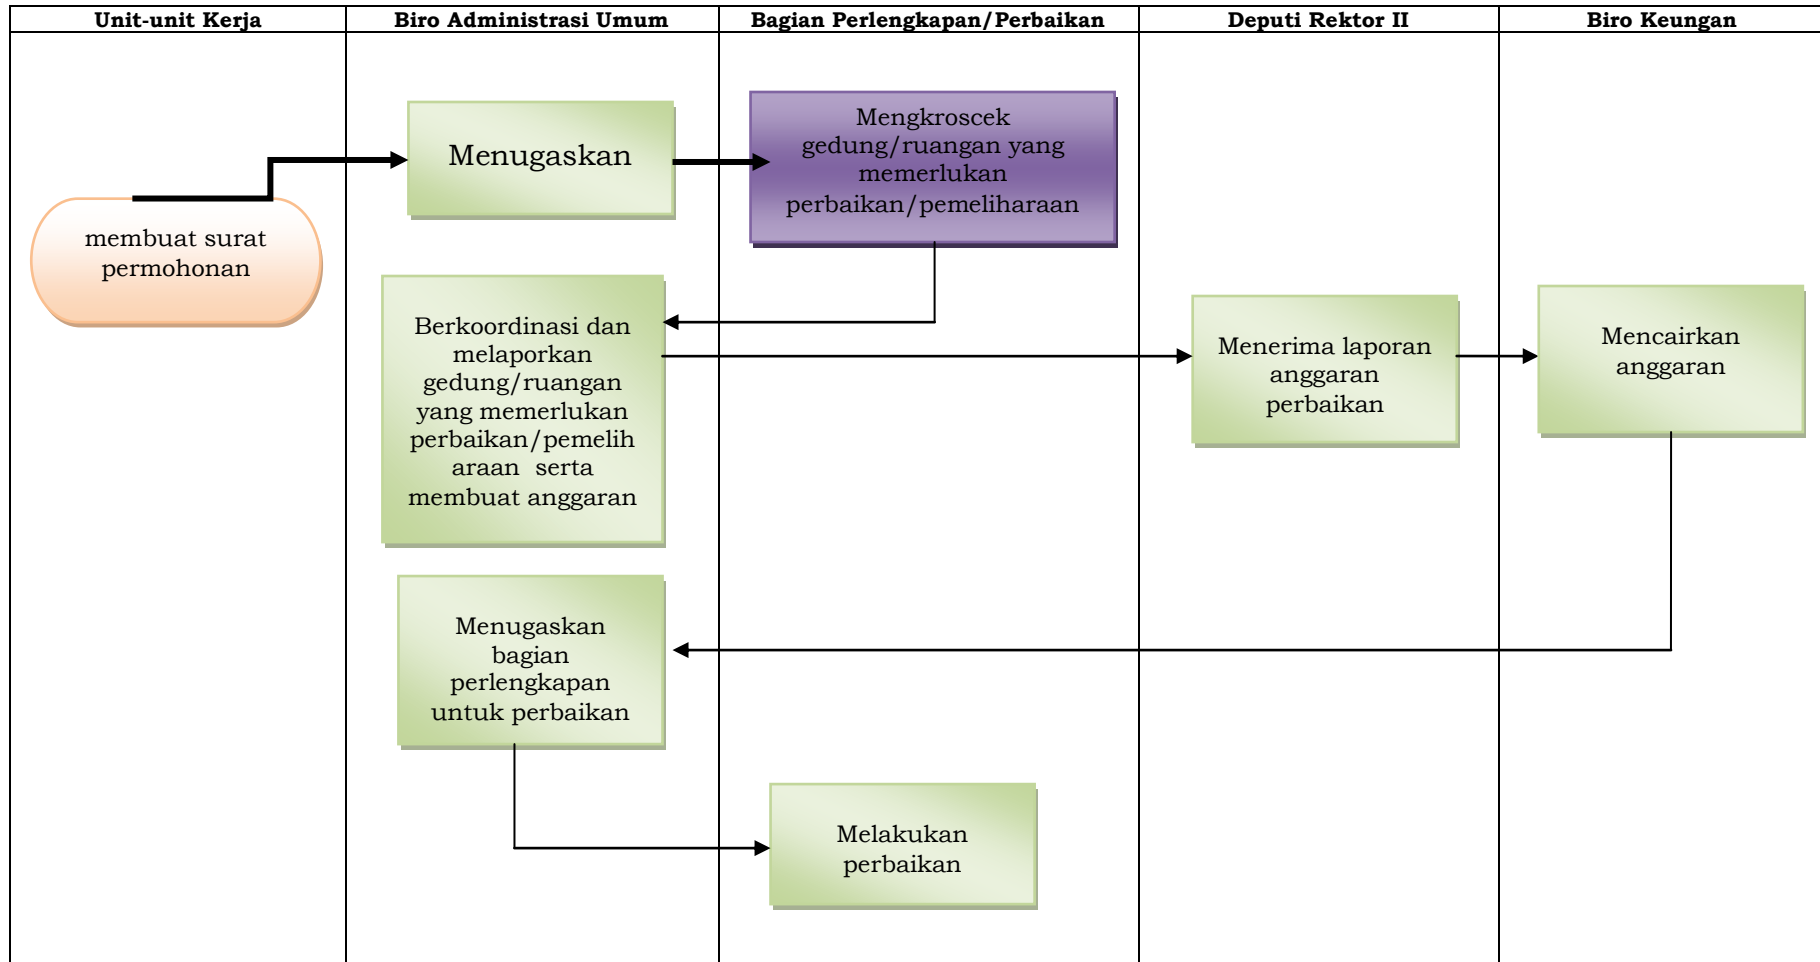 Unit-unit Kerja
Biro Administrasi Umum
Bagian Perlengkapan/Perbaikan
Deputi Rektor II
Biro Keungan
membuat surat
permohonan
Menugaskan
Mengkroscek
gedung/ruangan yang
memerlukan
perbaikan/pemeliharaan
Berkoordinasi dan
melaporkan
gedung/ruangan
yang memerlukan
perbaikan/pemelih
araan  serta
membuat anggaran
Menerima laporan
anggaran
perbaikan
Mencairkan
anggaran
Menugaskan
bagian
perlengkapan
untuk perbaikan
Melakukan
perbaikan